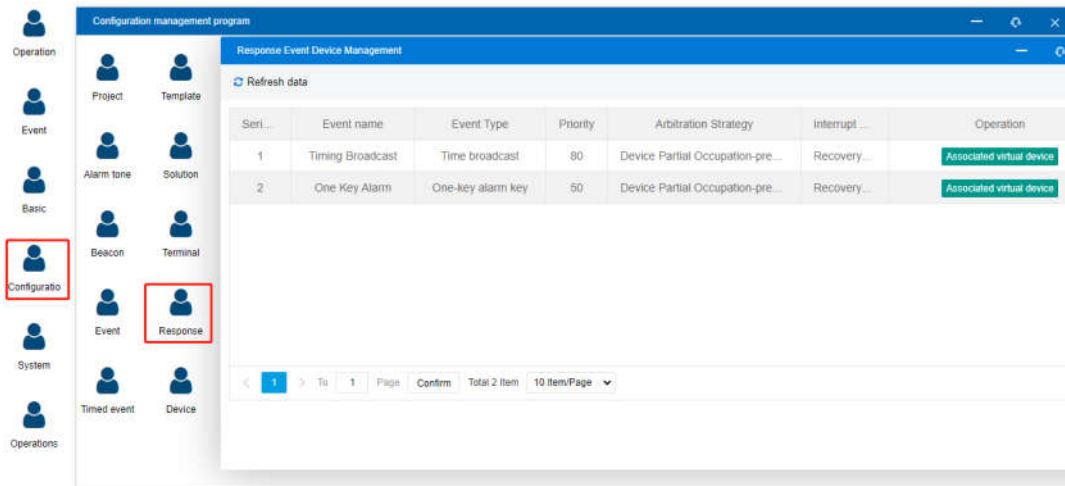 Configuration management program
Operation
Event
Basic
Configuratio
System
Operations
Project
Template
Alarm tone
Solution
Beacon
Terminal
Event
Response
Timed event
Device
Response Event Device Management
Refresh data
Seri... Event name Event Type Priority Arbitration Strategy Interrupt ... Operation
1 Timing Broadcast Time broadcast 80 Device Partial Occupation-pre... Recovery... Associated virtual device
2 One Key Alarm One-key alarm key 50 Device Partial Occupation-pre... Recovery... Associated virtual device
< 1 > To 1 Page Confirm Total 2 Item 10 Item/Page